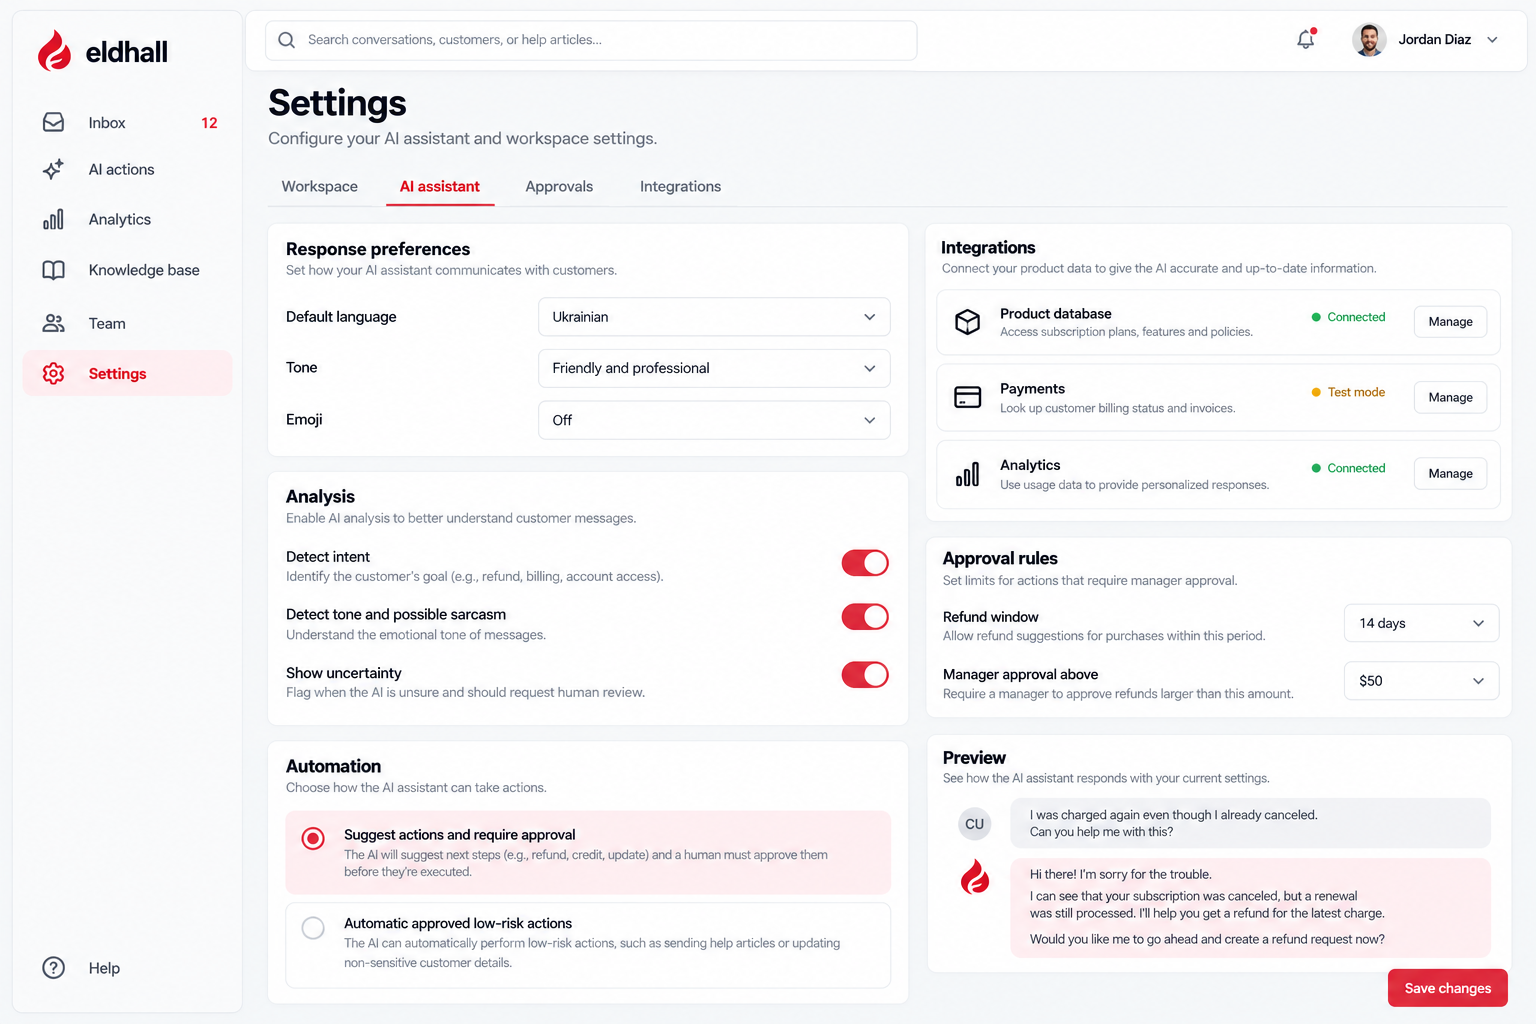 eldhall
Inbox 12
AI actions
Analytics
Knowledge base
Team
Settings
Help
Search conversations, customers, or help articles...
Jordan Diaz
Settings
Configure your AI assistant and workspace settings.
Workspace AI assistant Approvals Integrations
Response preferences
Set how your AI assistant communicates with customers.
Default language Ukrainian
Tone Friendly and professional
Emoji Off
Analysis
Enable AI analysis to better understand customer messages.
Detect intent
Identify the customer's goal (e.g., refund, billing, account access).
Detect tone and possible sarcasm
Understand the emotional tone of messages.
Show uncertainty
Flag when the AI is unsure and should request human review.
Automation
Choose how the AI assistant can take actions.
Suggest actions and require approval
The AI will suggest next steps (e.g., refund, credit, update) and a human must approve them
before they're executed.
Automatic approved low-risk actions
The AI can automatically perform low-risk actions, such as sending help articles or updating
non-sensitive customer details.
Integrations
Connect your product data to give the AI accurate and up-to-date information.
Product database
Access subscription plans, features and policies.
Connected Manage
Payments
Look up customer billing status and invoices.
Test mode Manage
Analytics
Use usage data to provide personalized responses.
Connected Manage
Approval rules
Set limits for actions that require manager approval.
Refund window
Allow refund suggestions for purchases within this period.
14 days
Manager approval above
Require a manager to approve refunds larger than this amount.
$50
Preview
See how the AI assistant responds with your current settings.
CU
I was charged again even though I already canceled.
Can you help me with this?
Hi there! I'm sorry for the trouble.
I can see that your subscription was canceled, but a renewal
was still processed. I'll help you get a refund for the latest charge.
Would you like me to go ahead and create a refund request now?
Save changes